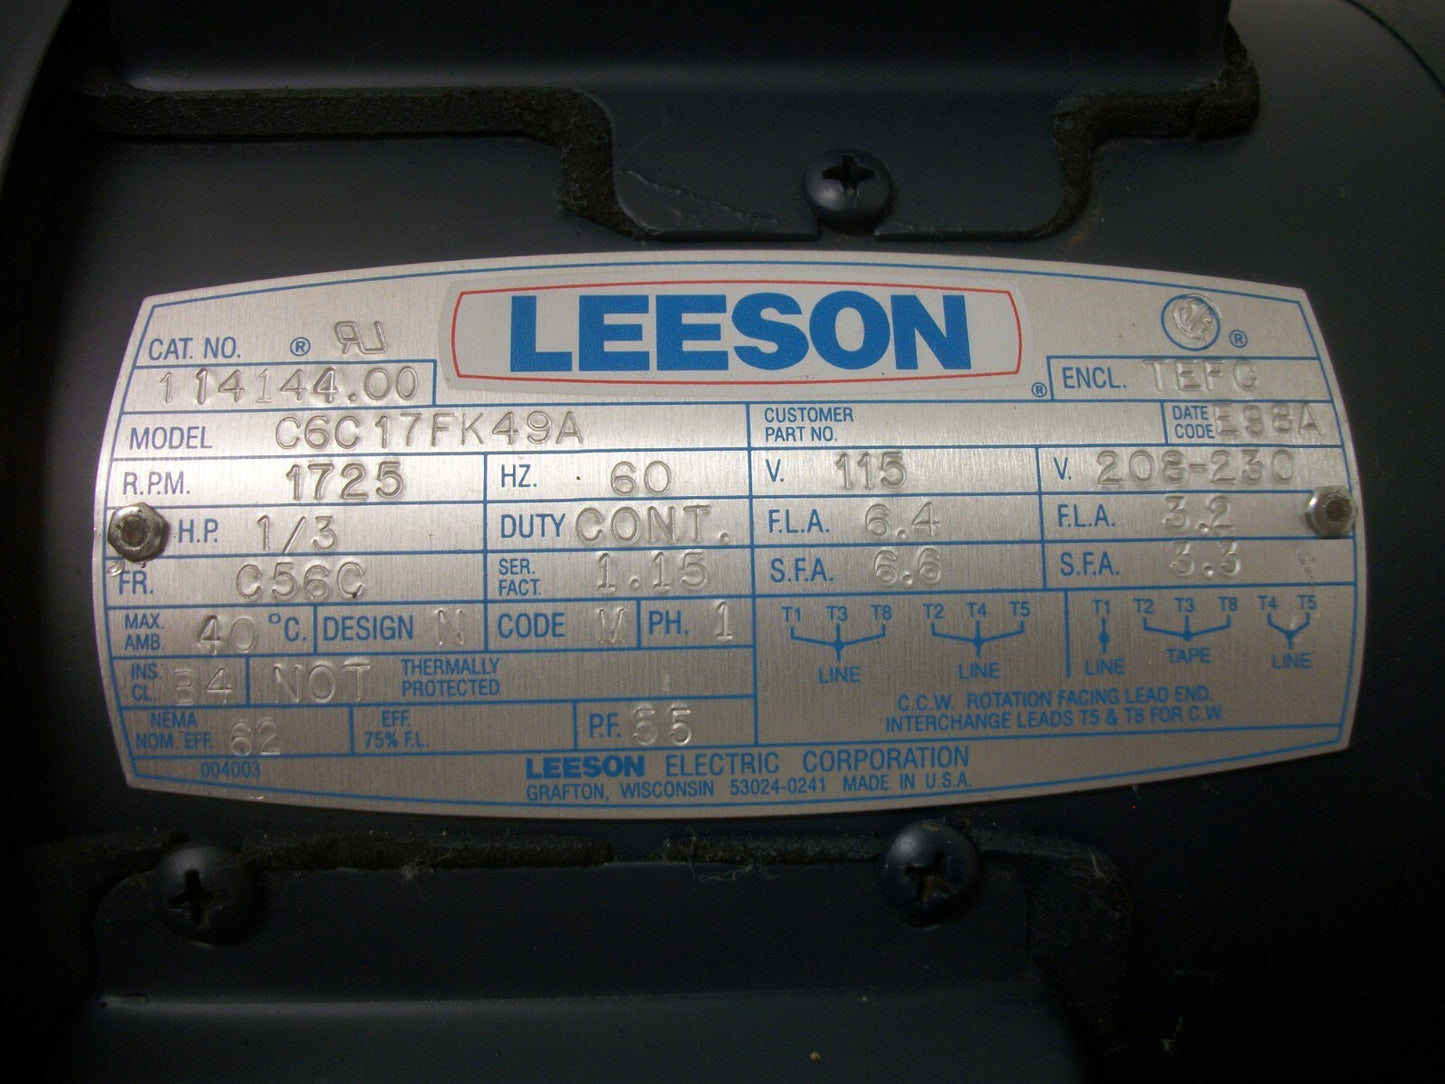 LEESON ®
CAT. NO. ® RU ®
114144.00 ENCL. TEFC
MODEL C6C17FK49A CUSTOMER PART NO. DATE CODE E98A
R.P.M. 1725 HZ. 60 V. 115 V. 208-230
H.P. 1/3 DUTY CONT. F.L.A. 6.4 F.L.A. 3.2
FR. C56C SER. FACT. 1.15 S.F.A. 6.6 S.F.A. 3.3
MAX. AMB. 40 °C. DESIGN N CODE M PH. 1
INS. CL. B4 NOT THERMALLY PROTECTED
NEMA NOM. EFF. 62 EFF. 75% F.L. P.F. 55
T1 T3 T8 T2 T4 T5 T1 T2 T3 T8 T4 T5
LINE LINE LINE TAPE LINE
C.C.W. ROTATION FACING LEAD END.
INTERCHANGE LEADS T5 & T8 FOR C.W.
004003 LEESON ELECTRIC CORPORATION
GRAFTON, WISCONSIN 53024-0241 MADE IN U.S.A.